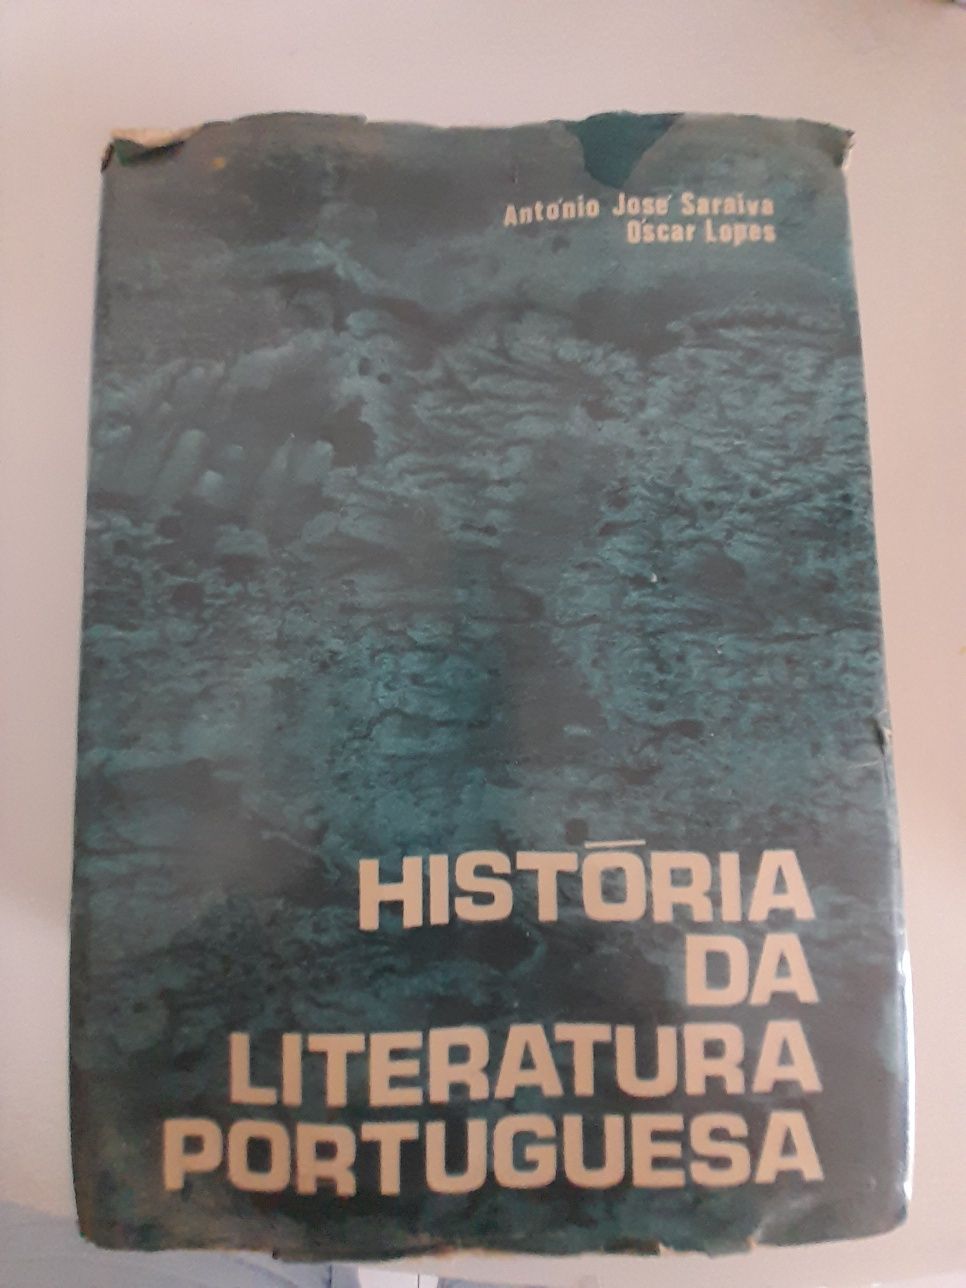 António José Saraiva
Óscar Lopes
HISTÓRIA
DA
LITERATURA
PORTUGUESA